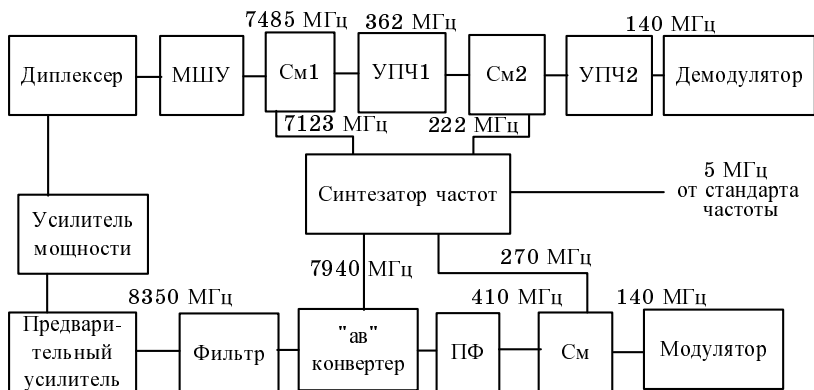 7485 МГц
362 МГц
140 МГц
Диплексер
МШУ
См1
УПЧ1
См2
УПЧ2
Демодулятор
7123 МГц
222 МГц
Синтезатор частот
5 МГц
от стандарта
частоты
Усилитель
мощности
7940МГц
270 МГц
8350 МГц
410 МГц
140 МГц
Предвари-
тельный
усилитель
Фильтр
"ав"
конвертер
ПФ
См
Модулятор